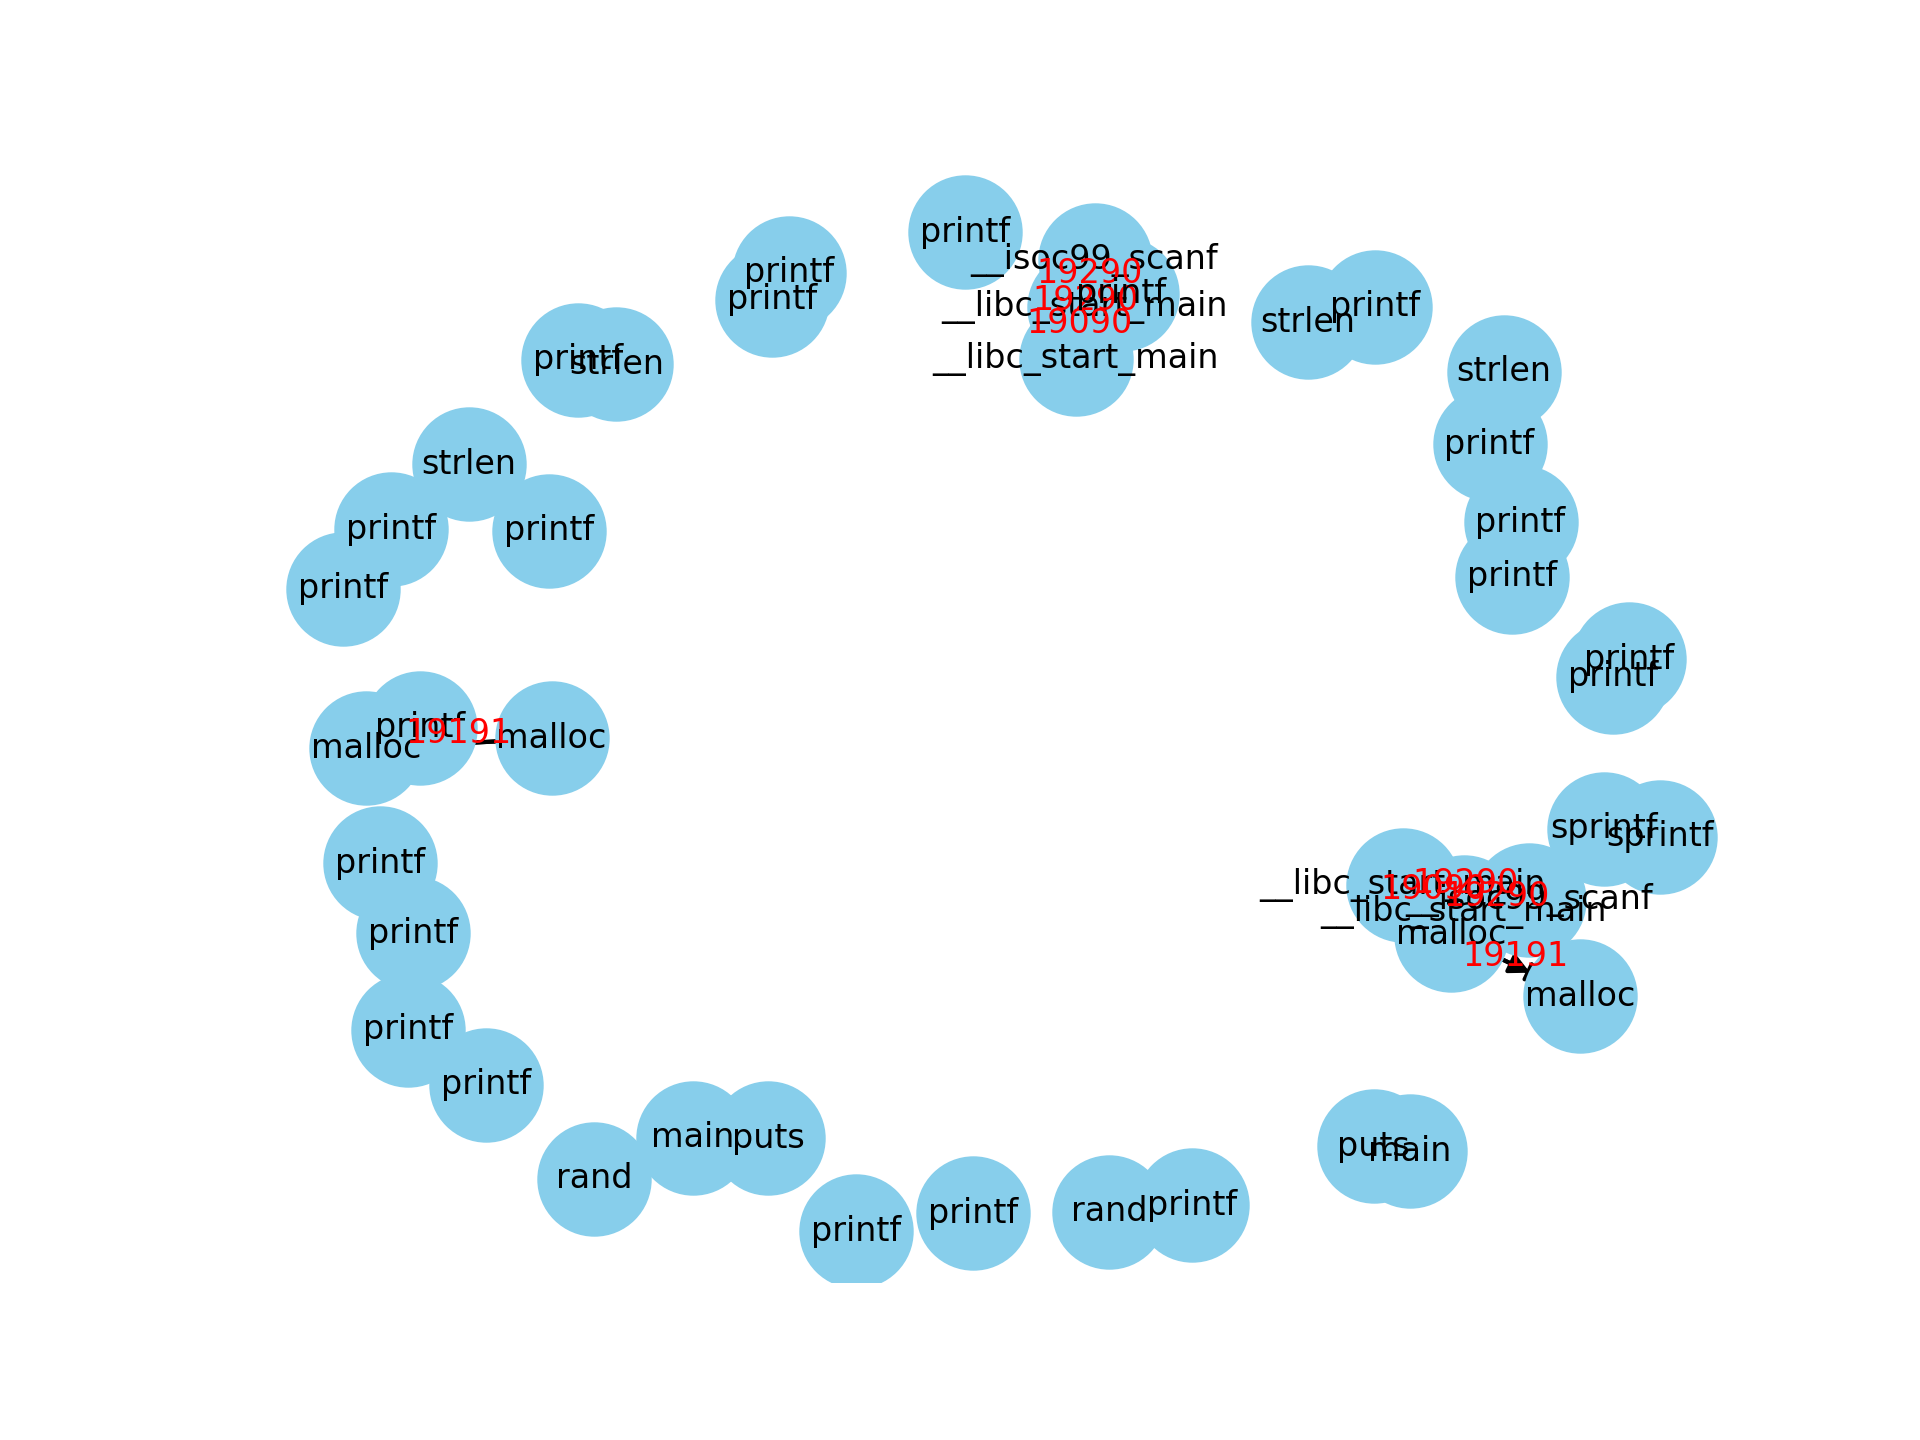 printf
__isoc99_scanf
printf
19290
printf
19290
printf
__libc_start_main
printf
strlen
19090
printf
strlen
__libc_start_main
strlen
printf
strlen
printf
printf
printf
printf
printf
printf
printf
printf
printf
19191
malloc
malloc
sprintf
sprintf
printf
__libc_start_main
19290
19290
__isoc99_scanf
__libc_start_main
malloc
printf
19191
malloc
printf
printf
main
puts
puts
main
rand
printf
rand
printf
printf